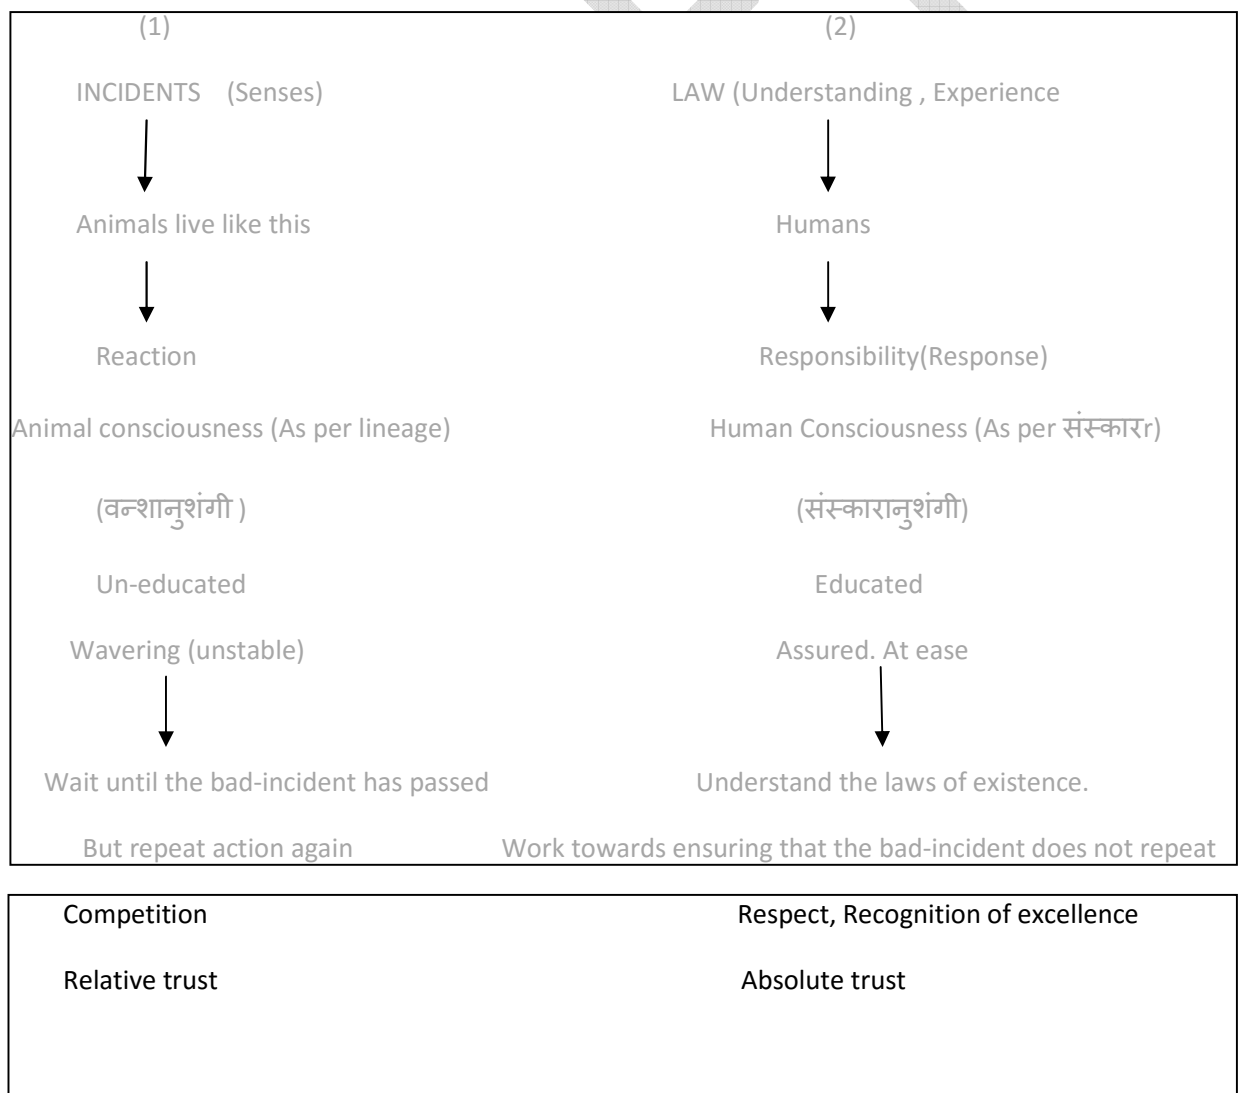 (1) (2)
INCIDENTS (Senses) LAW (Understanding , Experience
Animals live like this Humans
Reaction Responsibility(Response)
Animal consciousness (As per lineage) Human Consciousness (As per संस्कारr)
(वन्शानुशंगी ) (संस्कारानुशंगी)
Un-educated Educated
Wavering (unstable) Assured. At ease
Wait until the bad-incident has passed Understand the laws of existence.
But repeat action again Work towards ensuring that the bad-incident does not repeat
Competition Respect, Recognition of excellence
Relative trust Absolute trust